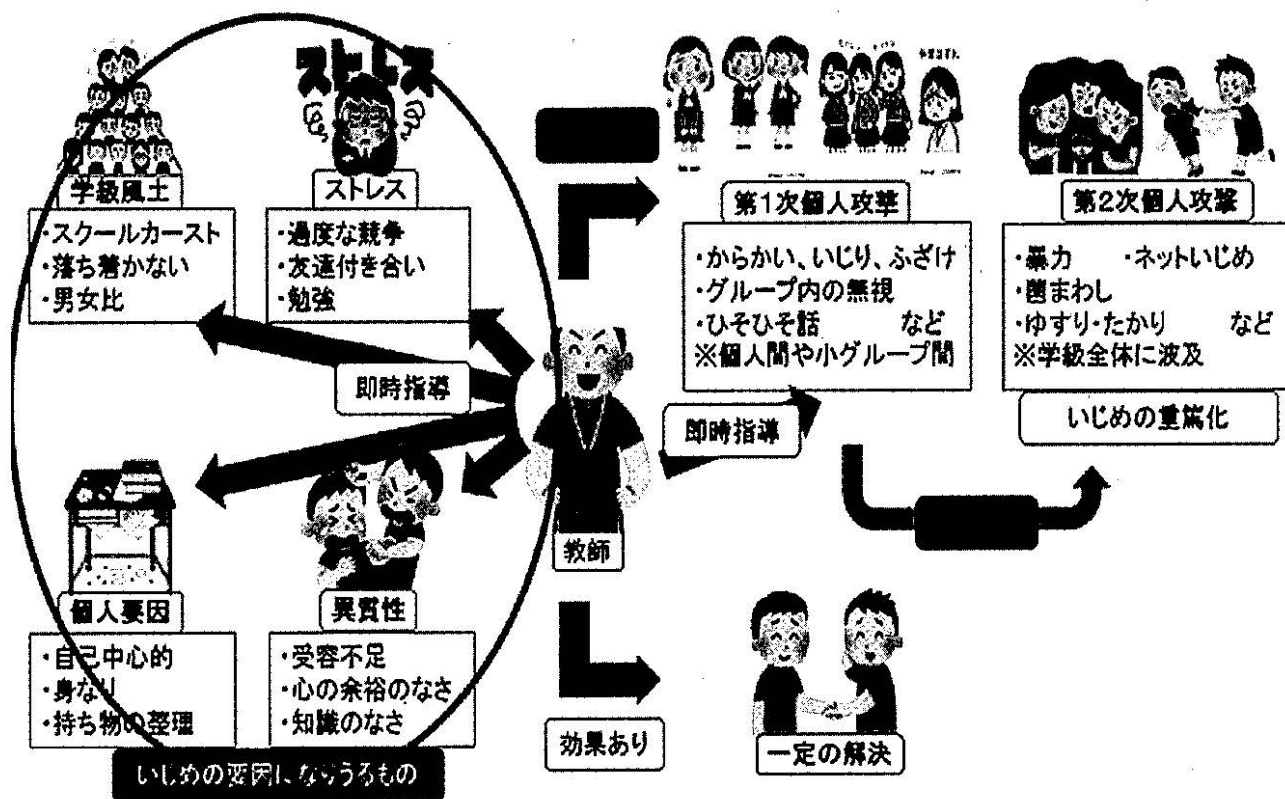 ストレス
学級風土
・スクールカースト
・落ち着かない
・男女比
ストレス
・過度な競争
・友達付き合い
・勉強
即時指導
個人要因
・自己中心的
・身なり
・持ち物の整理
異質性
・受容不足
・心の余裕のなさ
・知識のなさ
いじめの要因になりうるもの
教師
第1次個人攻撃
・からかい、いじり、ふざけ
・グループ内の無視
・ひそひそ話 など
※個人間や小グループ間
即時指導
第2次個人攻撃
・暴力 ・ネットいじめ
・菌まわし
・ゆすり・たかり など
※学級全体に波及
いじめの重篤化
効果あり
一定の解決